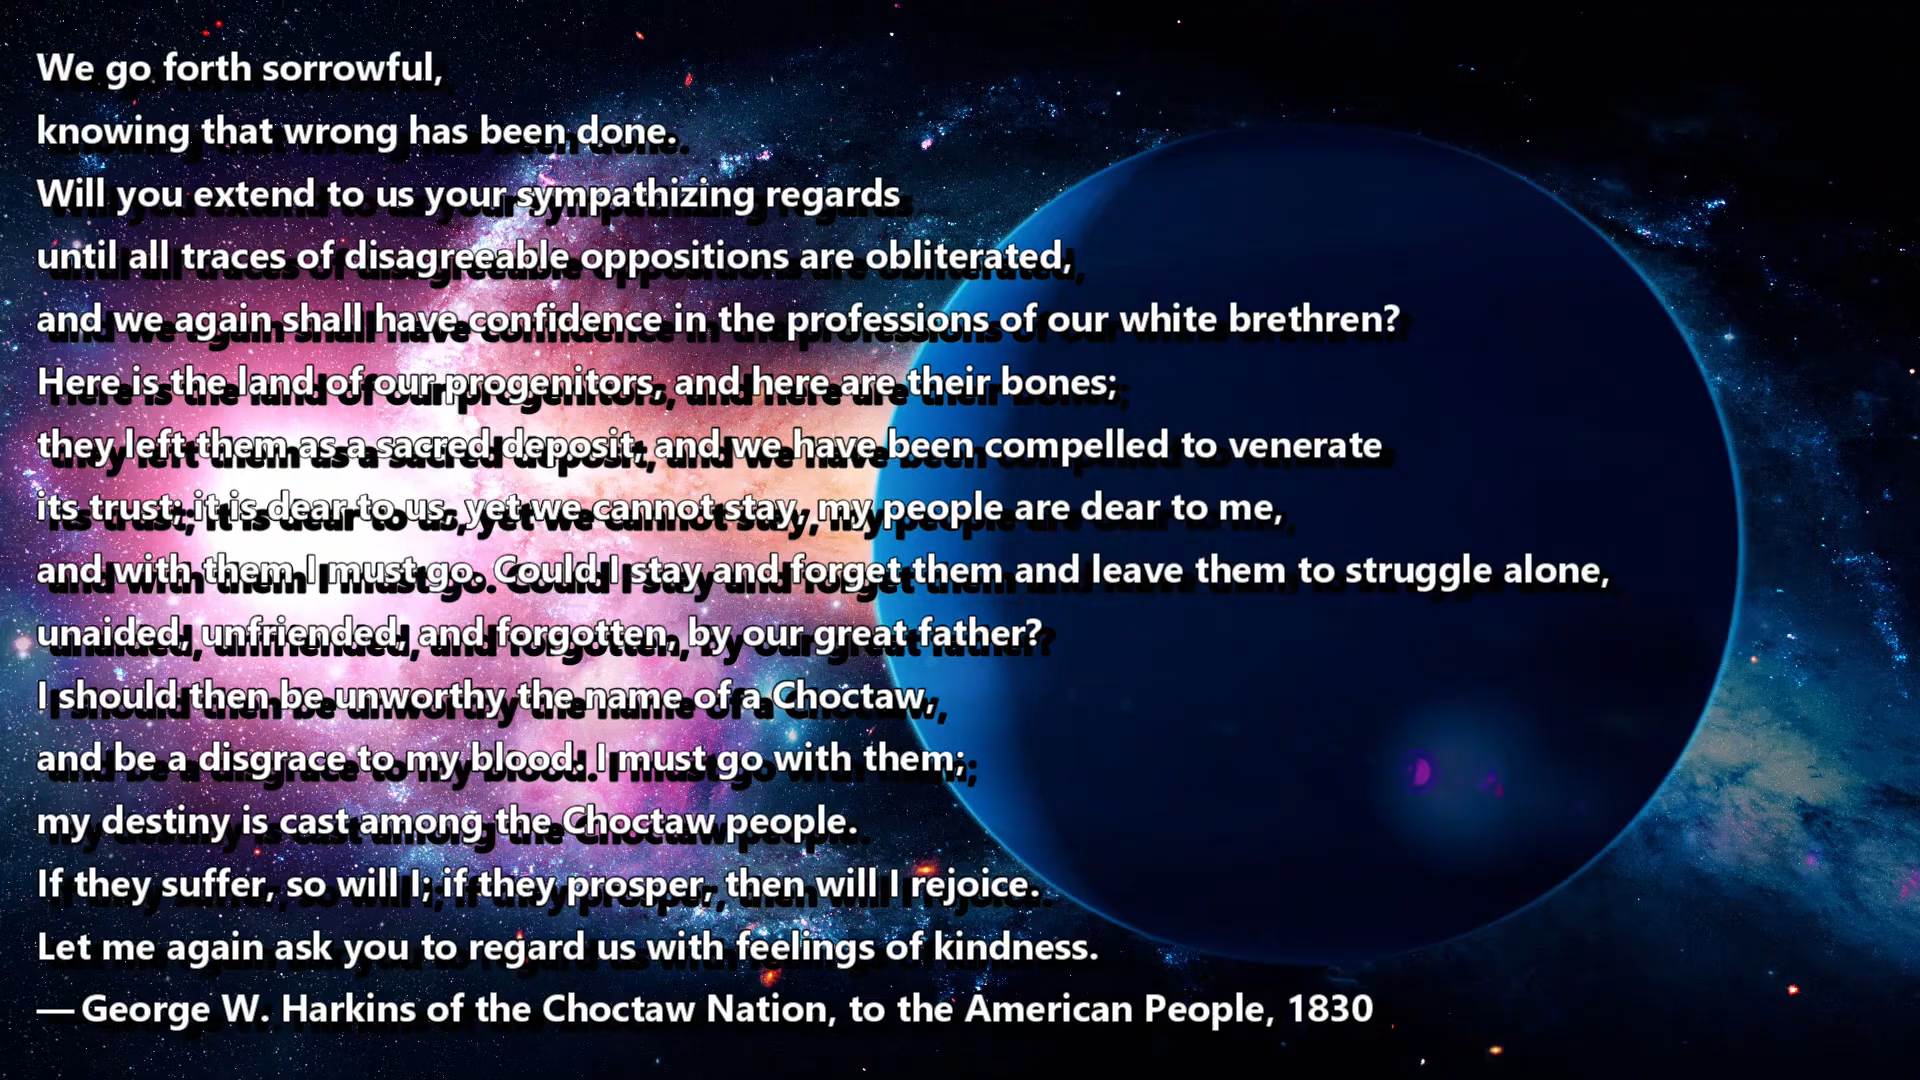 We go forth sorrowful,
knowing that wrong has been done.
Will you extend to us your sympathizing regards
until all traces of disagreeable oppositions are obliterated,
and we again shall have confidence in the professions of our white brethren?
Here is the land of our progenitors, and here are their bones;
they left them as a sacred deposit, and we have been compelled to venerate
its trust; it is dear to us, yet we cannot stay, my people are dear to me,
and with them I must go. Could I stay and forget them and leave them to struggle alone,
unaided, unfriended, and forgotten, by our great father?
I should then be unworthy the name of a Choctaw,
and be a disgrace to my blood. I must go with them;
my destiny is cast among the Choctaw people.
If they suffer, so will I; if they prosper, then will I rejoice.
Let me again ask you to regard us with feelings of kindness.
— George W. Harkins of the Choctaw Nation, to the American People, 1830